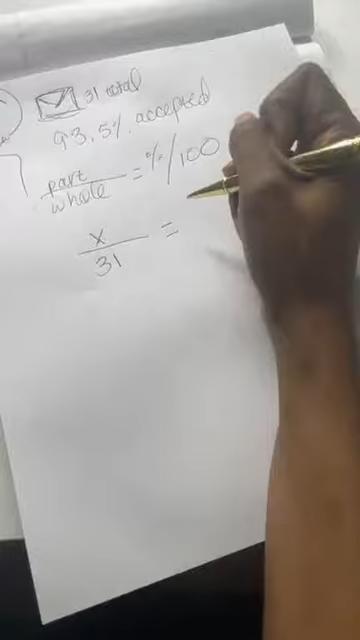 31 total
93.5% accepted
part/whole = %/100
x/31 =